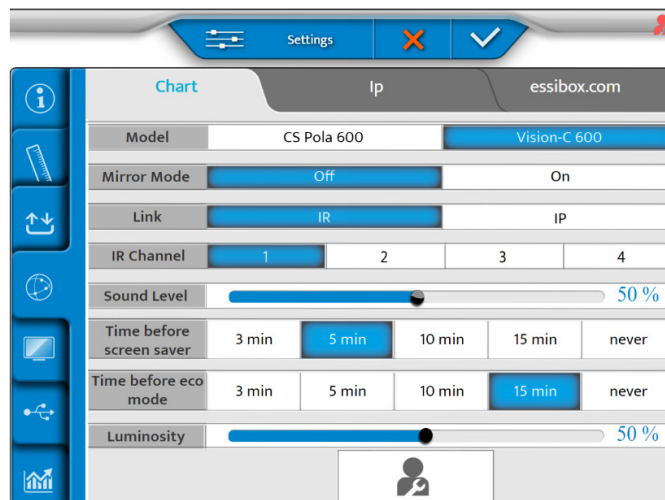 Settings
Chart Ip essibox.com
Model CS Pola 600 Vision-C 600
Mirror Mode Off On
Link IR IP
IR Channel 1 2 3 4
Sound Level 50 %
Time before
screen saver 3 min 5 min 10 min 15 min never
Time before eco
mode 3 min 5 min 10 min 15 min never
Luminosity 50 %